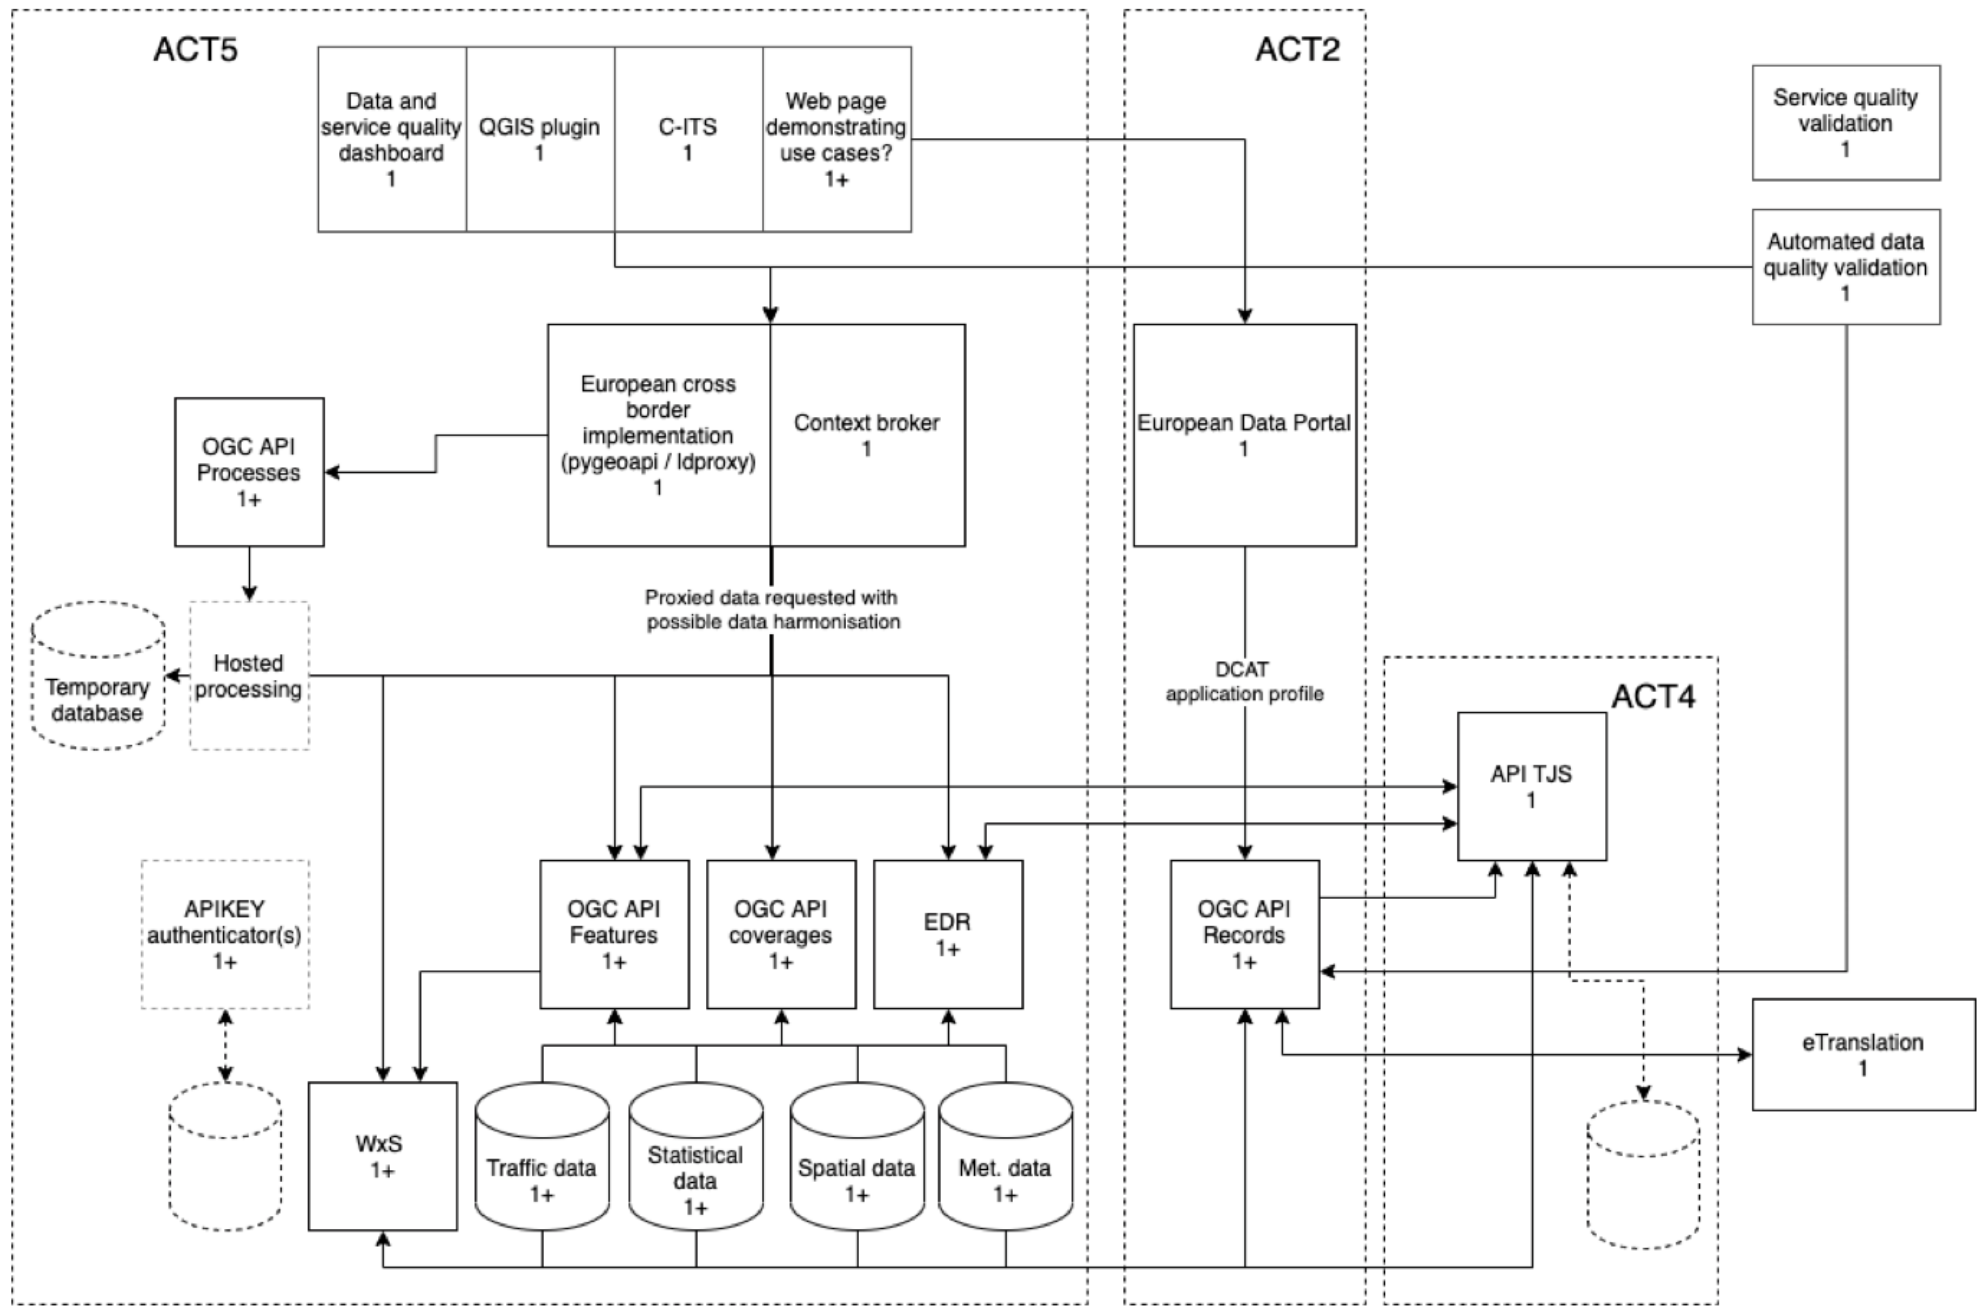 ACT5
ACT2
Data and
service quality
dashboard
1
QGIS plugin
1
C-ITS
1
Web page
demonstrating
use cases?
1+
Service quality
validation
1
Automated data
quality validation
1
European cross
border
implementation
(pygeoapi / ldproxy)
1
Context broker
1
European Data Portal
1
OGC API
Processes
1+
Proxied data requested with
possible data harmonisation
Temporary
database
Hosted
processing
DCAT
application profile
ACT4
API TJS
1
APIKEY
authenticator(s)
1+
OGC API
Features
1+
OGC API
coverages
1+
EDR
1+
OGC API
Records
1+
eTranslation
1
WxS
1+
Traffic data
1+
Statistical
data
1+
Spatial data
1+
Met. data
1+